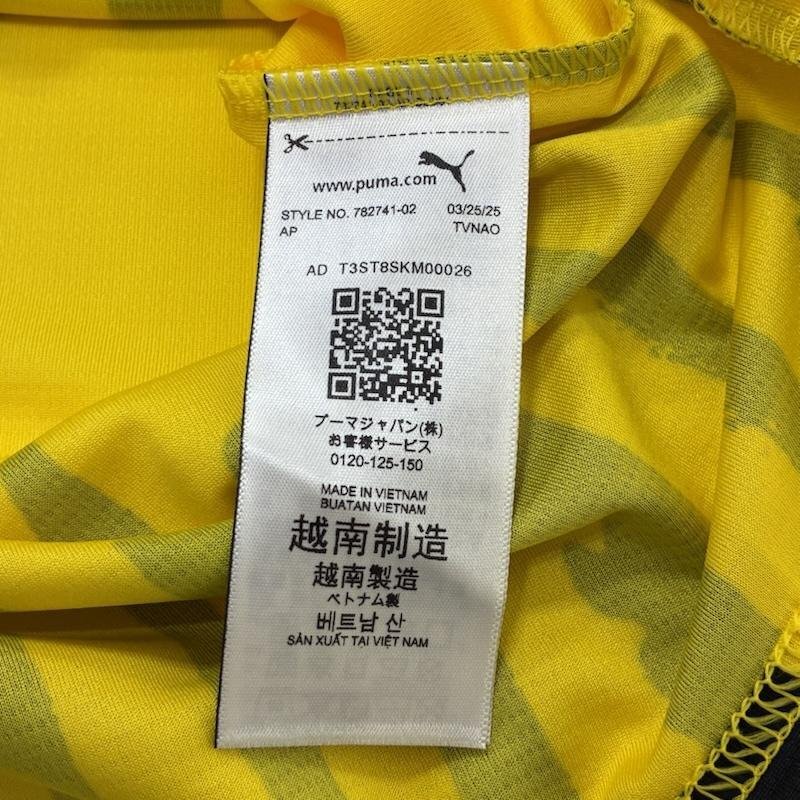 www.puma.com
STYLE NO. 782741-02 03/25/25
AP TVNAO
AD T3ST8SKM00026
プーマジャパン(株)
お客様サービス
0120-125-150
MADE IN VIETNAM
BUATAN VIETNAM
越南制造
越南製造
ベトナム製
베트남 산
SẢN XUẤT TẠI VIỆT NAM